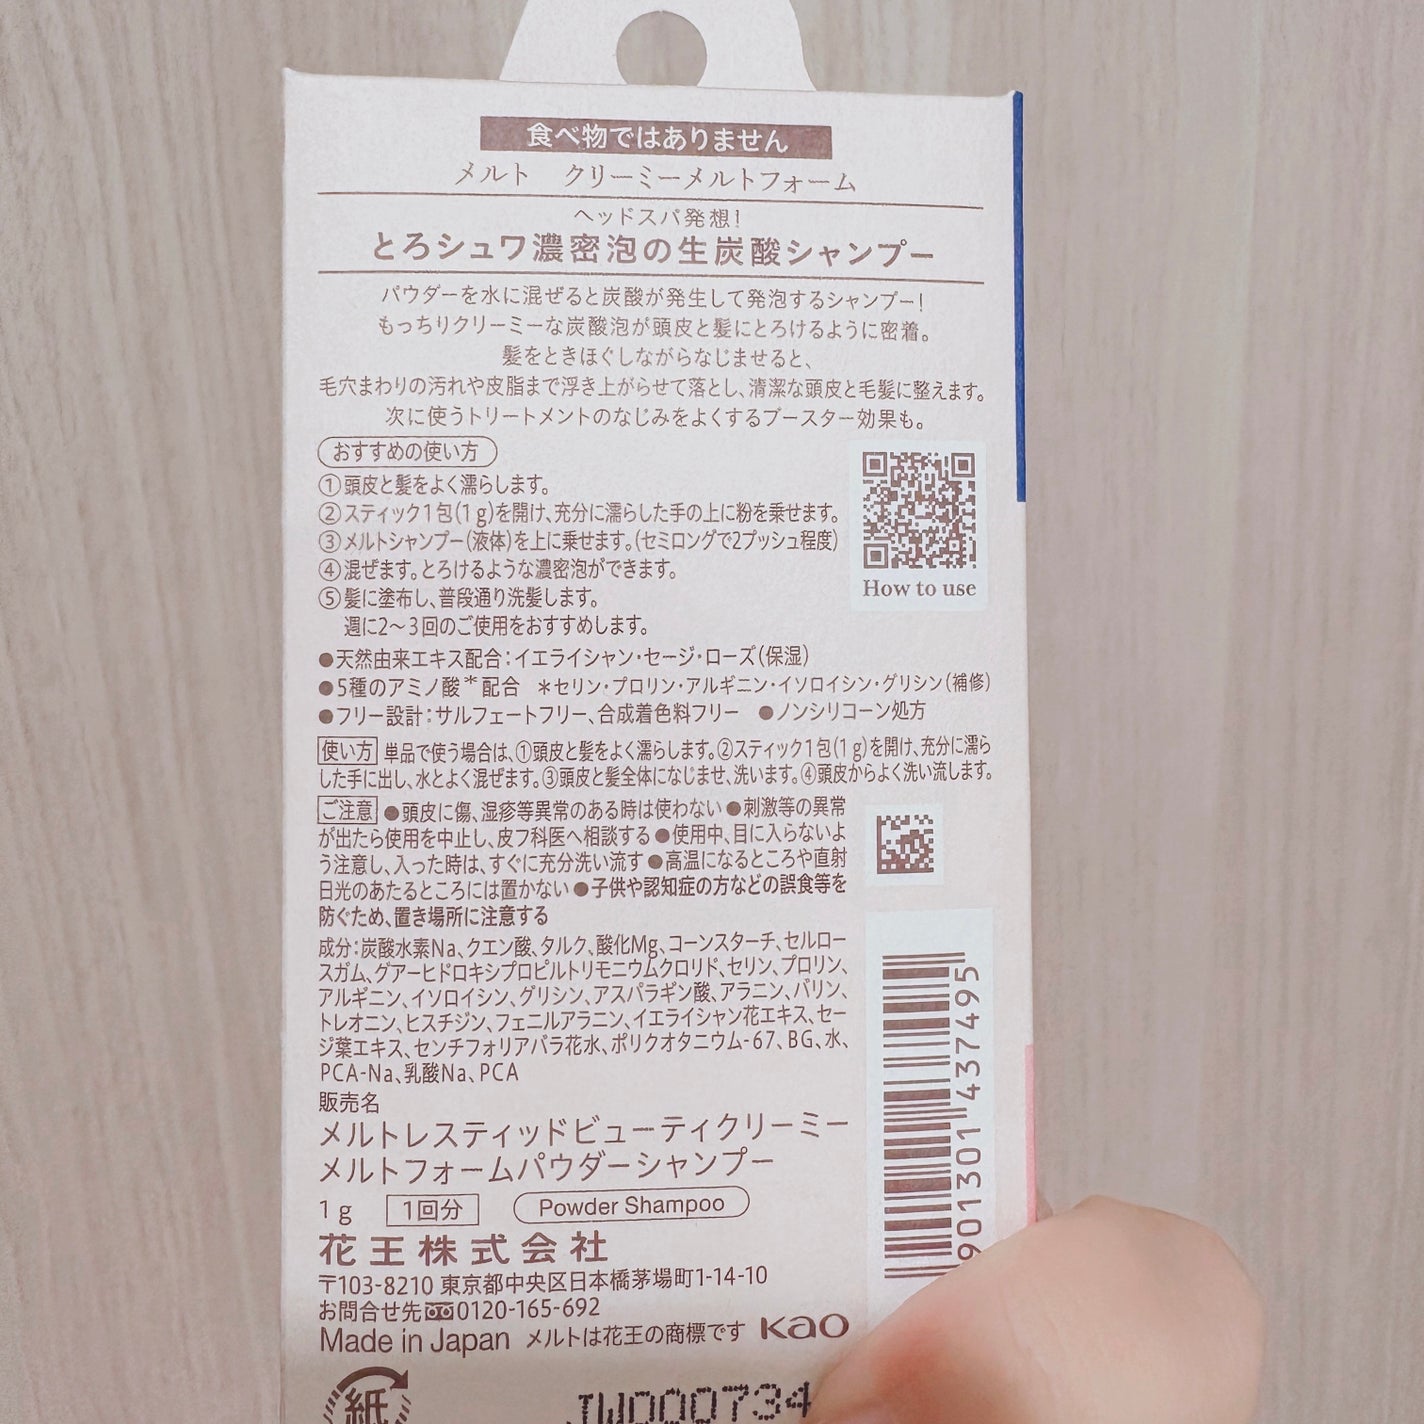 食べ物ではありません
メルト　クリーミーメルトフォーム
ヘッドスパ発想!
とろシュワ濃密泡の生炭酸シャンプー
パウダーを水に混ぜると炭酸が発生して発泡するシャンプー!
もっちりクリーミーな炭酸泡が頭皮と髪にとろけるように密着。
髪をときほぐしながらなじませると、
毛穴まわりの汚れや皮脂まで浮き上がらせて落とし、清潔な頭皮と毛髪に整えます。
次に使うトリートメントのなじみをよくするブースター効果も。
おすすめの使い方
①頭皮と髪をよく濡らします。
②スティック1包(1g)を開け、充分に濡らした手の上に粉を乗せます。
③メルトシャンプー(液体)を上に乗せます。(セミロングで2プッシュ程度)
④混ぜます。とろけるような濃密泡ができます。
⑤髪に塗布し、普段通り洗髪します。
週に2〜3回のご使用をおすすめします。
How to use
●天然由来エキス配合:イエライシャン・セージ・ローズ(保湿)
●5種のアミノ酸*配合　*セリン・プロリン・アルギニン・イソロイシン・グリシン(補修)
●フリー設計:サルフェートフリー、合成着色料フリー　●ノンシリコーン処方
使い方 単品で使う場合は、①頭皮と髪をよく濡らします。②スティック1包(1g)を開け、充分に濡ら
した手に出し、水とよく混ぜます。③頭皮と髪全体になじませ、洗います。④頭皮からよく洗い流します。
ご注意 ●頭皮に傷、湿疹等異常のある時は使わない ●刺激等の異常
が出たら使用を中止し、皮フ科医へ相談する ●使用中、目に入らないよ
う注意し、入った時は、すぐに充分洗い流す ●高温になるところや直射
日光のあたるところには置かない ●子供や認知症の方などの誤食等を
防ぐため、置き場所に注意する
成分:炭酸水素Na、クエン酸、タルク、酸化Mg、コーンスターチ、セルロー
スガム、グアーヒドロキシプロピルトリモニウムクロリド、セリン、プロリン、
アルギニン、イソロイシン、グリシン、アスパラギン酸、アラニン、バリン、
トレオニン、ヒスチジン、フェニルアラニン、イエライシャン花エキス、セー
ジ葉エキス、センチフォリアバラ花水、ポリクオタニウム-67、BG、水、
PCA-Na、乳酸Na、PCA
販売名
メルトレスティッドビューティクリーミー
メルトフォームパウダーシャンプー
1g 1回分 Powder Shampoo
花王株式会社
〒103-8210 東京都中央区日本橋茅場町1-14-10
お問合せ先 0120-165-692
Made in Japan メルトは花王の商標です Kao
紙
JW000734
901301 437495